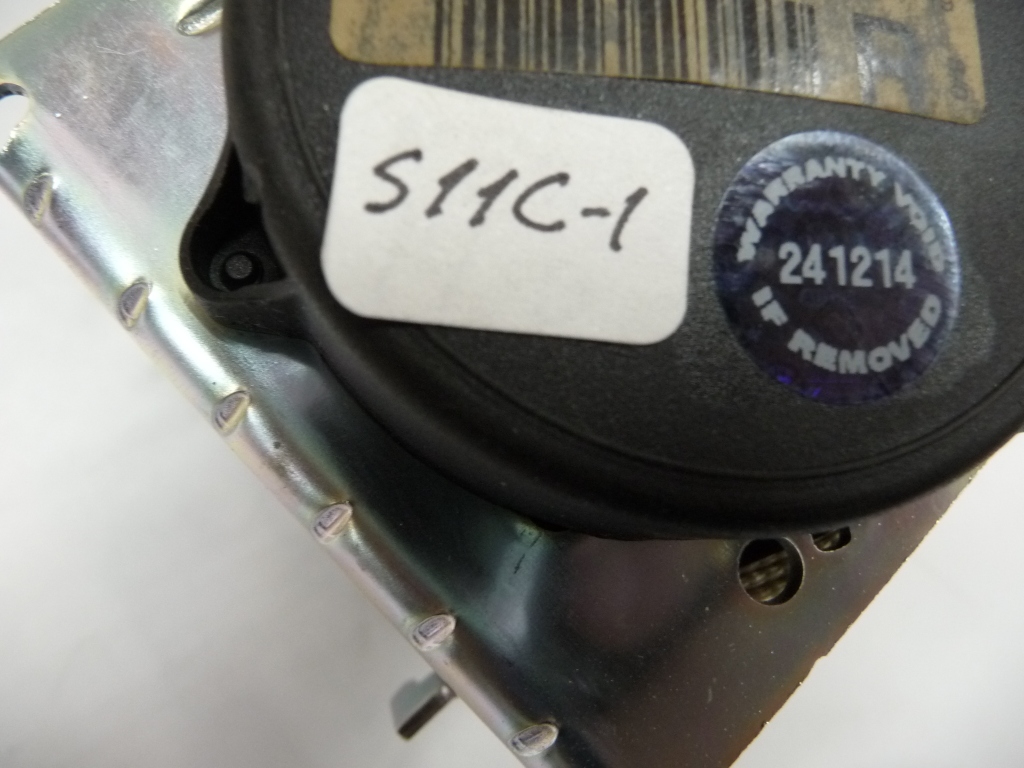 S11C-1
WARRANTY VOID
241214
IF REMOVED